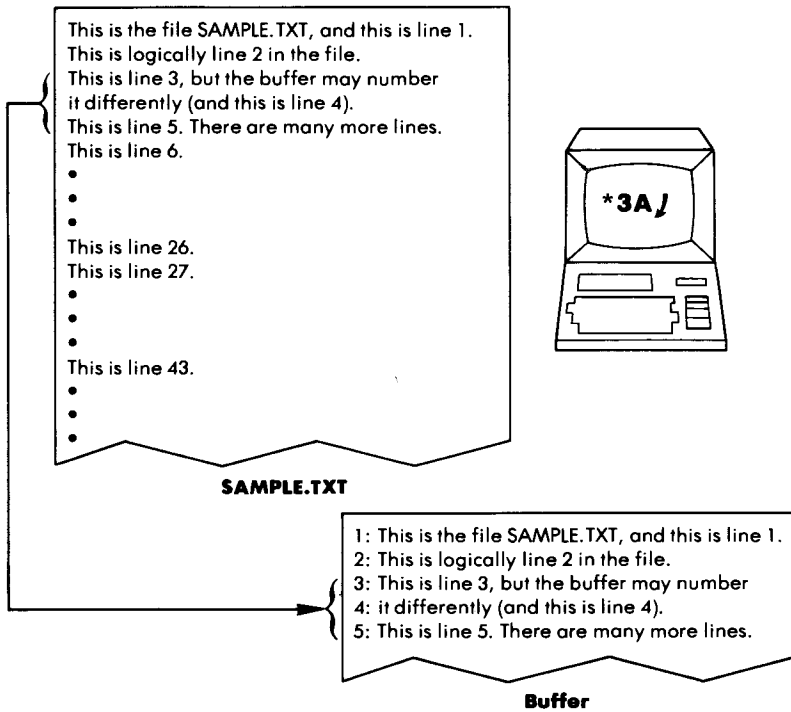 This is the file SAMPLE.TXT, and this is line 1.
This is logically line 2 in the file.
This is line 3, but the buffer may number
it differently (and this is line 4).
This is line 5. There are many more lines.
This is line 6.
•
•
•
This is line 26.
This is line 27.
•
•
•
This is line 43.
•
•
•
SAMPLE.TXT
*3A
1: This is the file SAMPLE.TXT, and this is line 1.
2: This is logically line 2 in the file.
3: This is line 3, but the buffer may number
4: it differently (and this is line 4).
5: This is line 5. There are many more lines.
Buffer